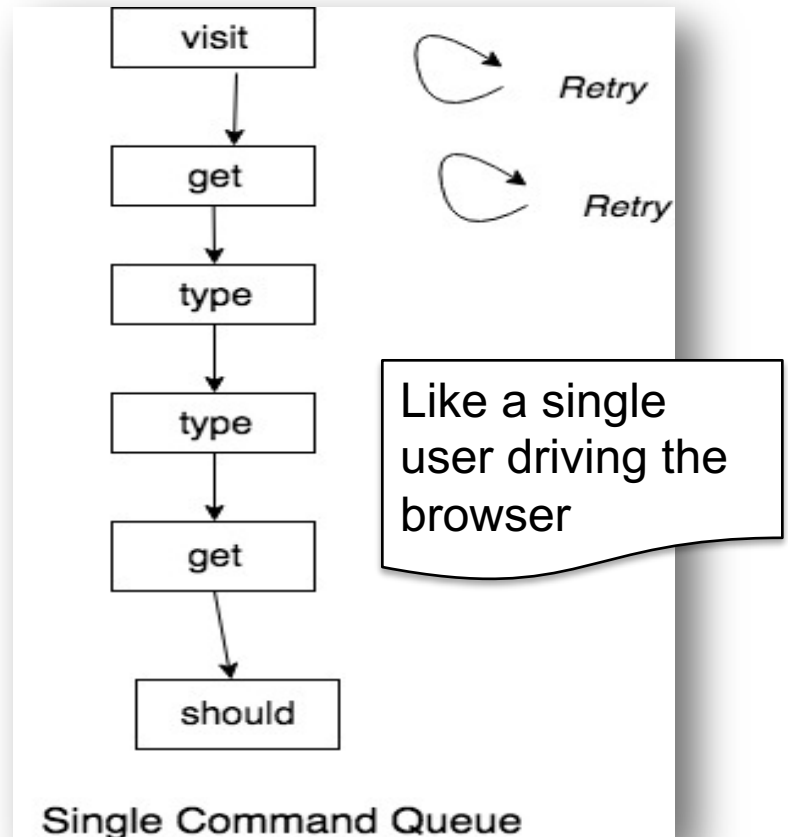 visit
Retry
get
Retry
type
Like a single
user driving the
browser
type
get
should
Single Command Queue